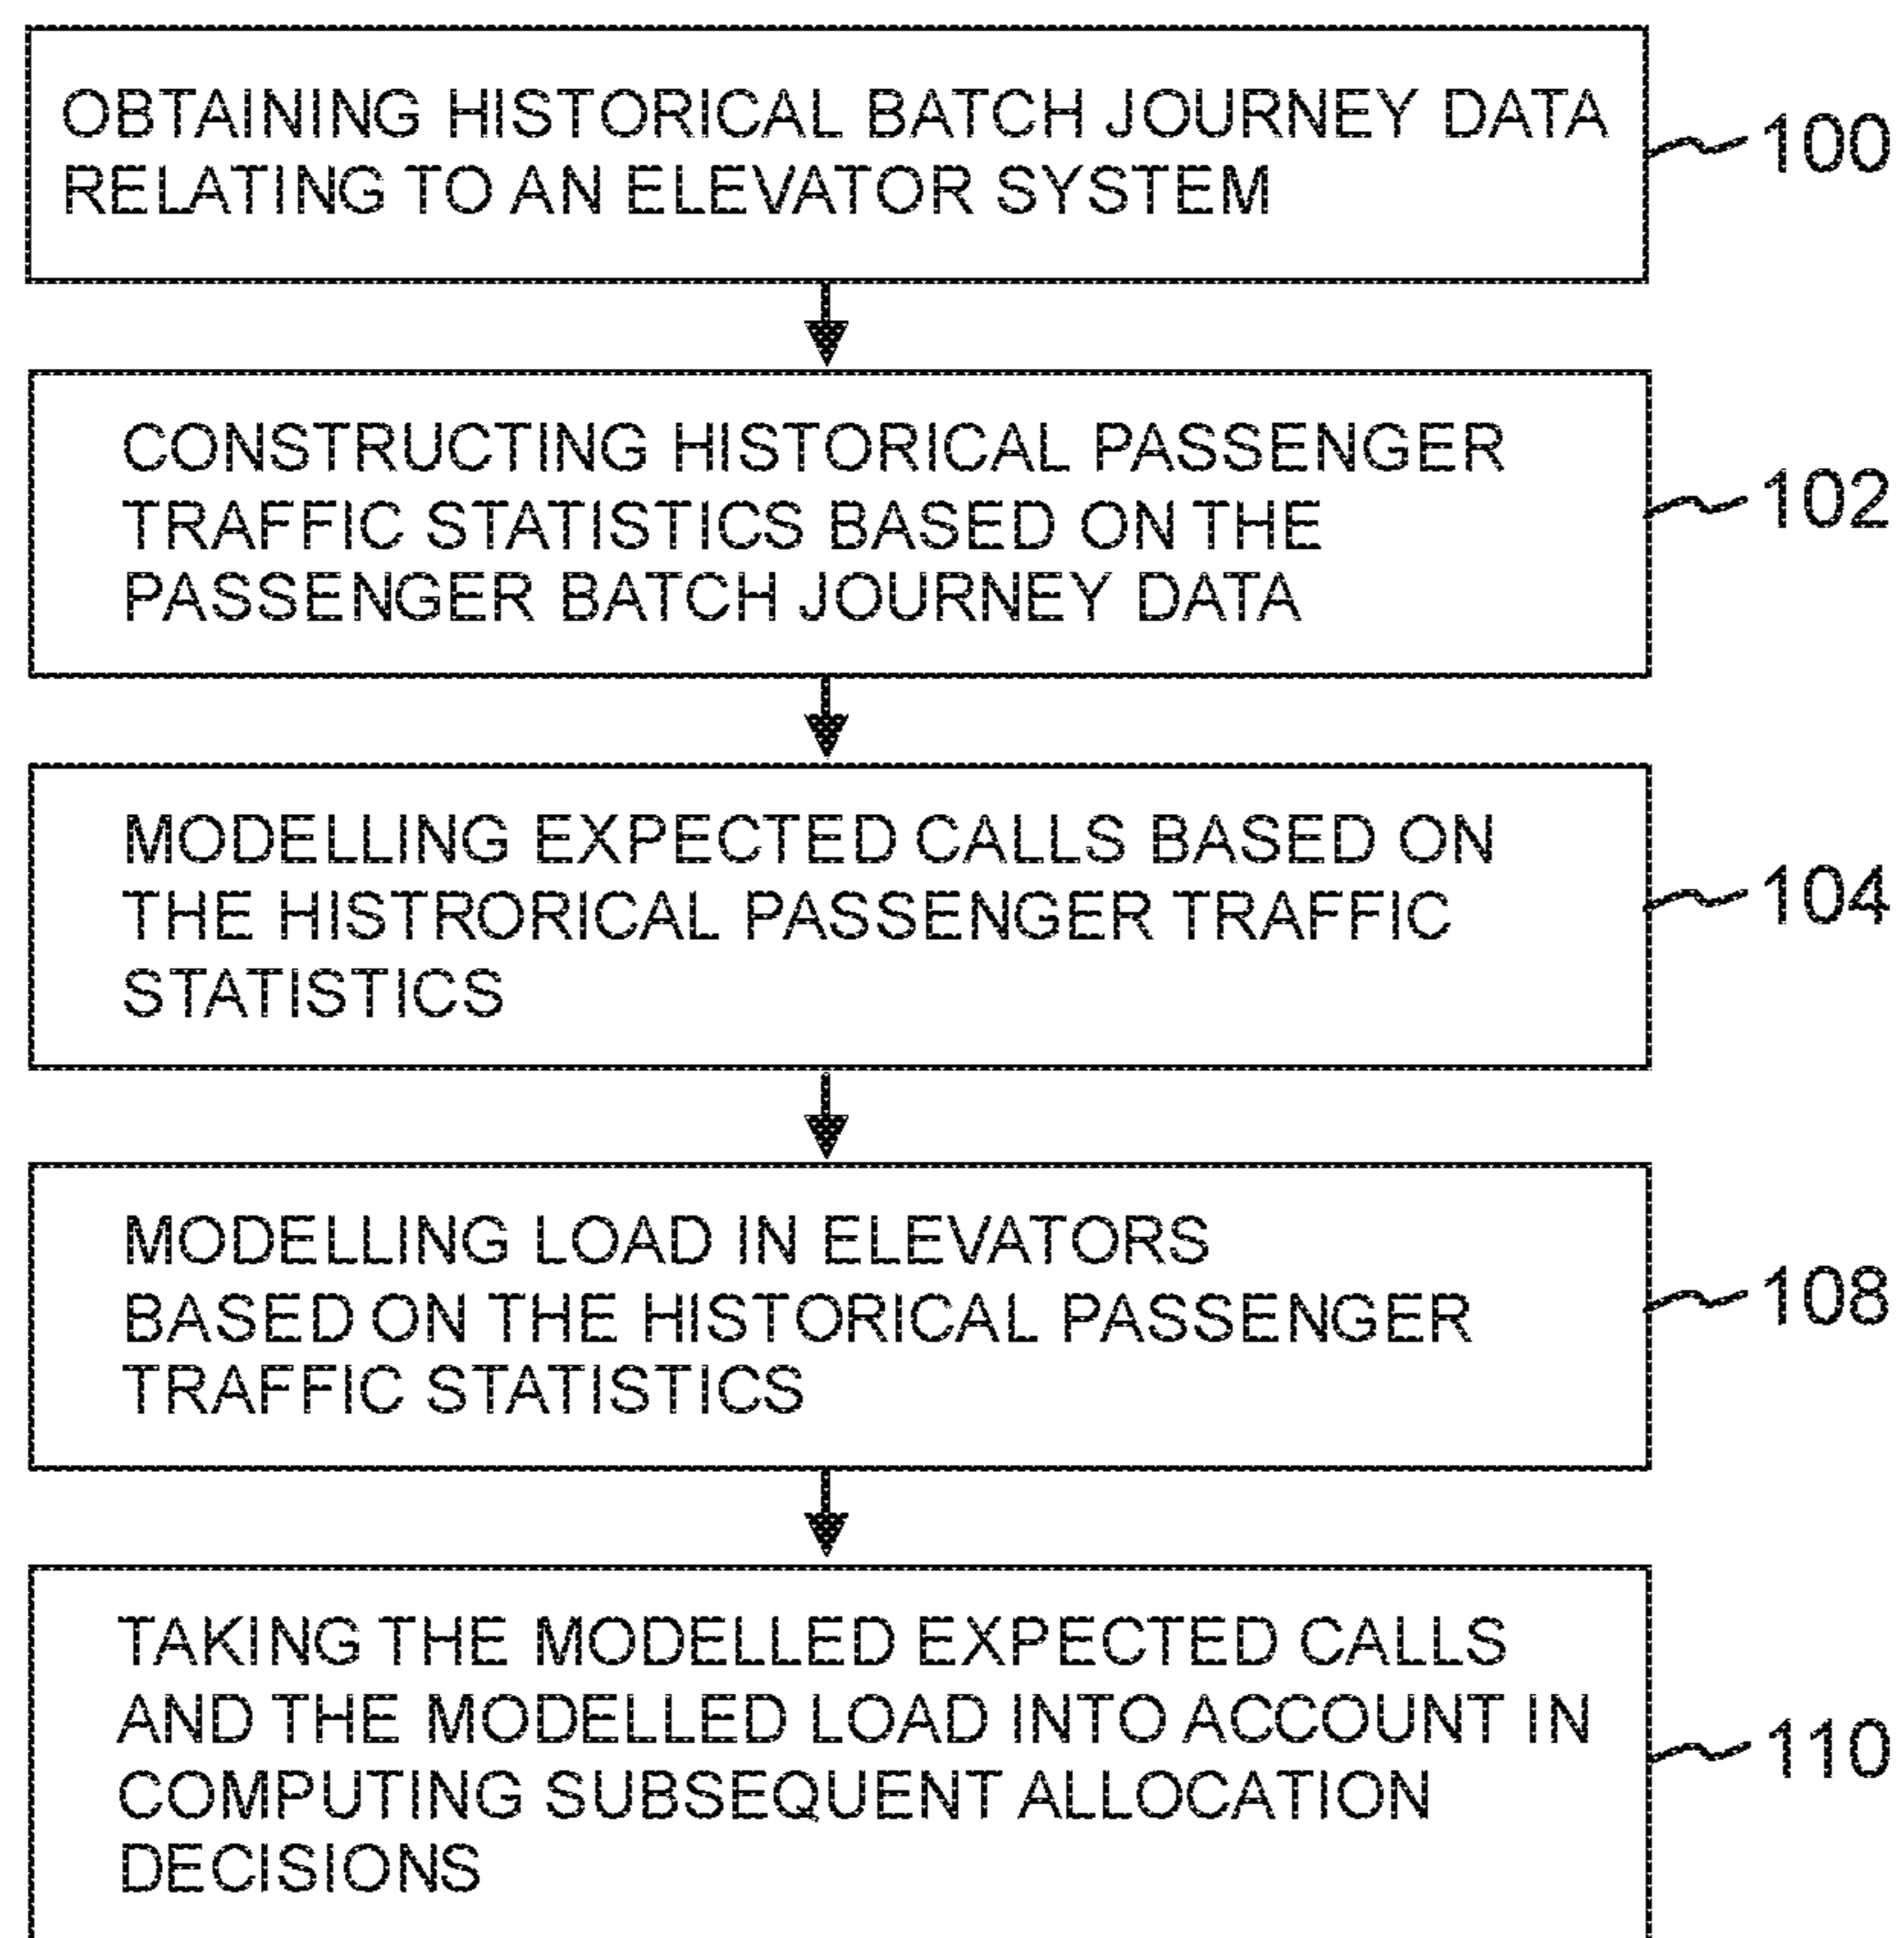 OBTAINING HISTORICAL BATCH JOURNEY DATA
RELATING TO AN ELEVATOR SYSTEM
100
CONSTRUCTING HISTORICAL PASSENGER
TRAFFIC STATISTICS BASED ON THE
PASSENGER BATCH JOURNEY DATA
102
MODELLING EXPECTED CALLS BASED ON
THE HISTRORICAL PASSENGER TRAFFIC
STATISTICS
104
MODELLING LOAD IN ELEVATORS
BASED ON THE HISTORICAL PASSENGER
TRAFFIC STATISTICS
108
TAKING THE MODELLED EXPECTED CALLS
AND THE MODELLED LOAD INTO ACCOUNT IN
COMPUTING SUBSEQUENT ALLOCATION
DECISIONS
110